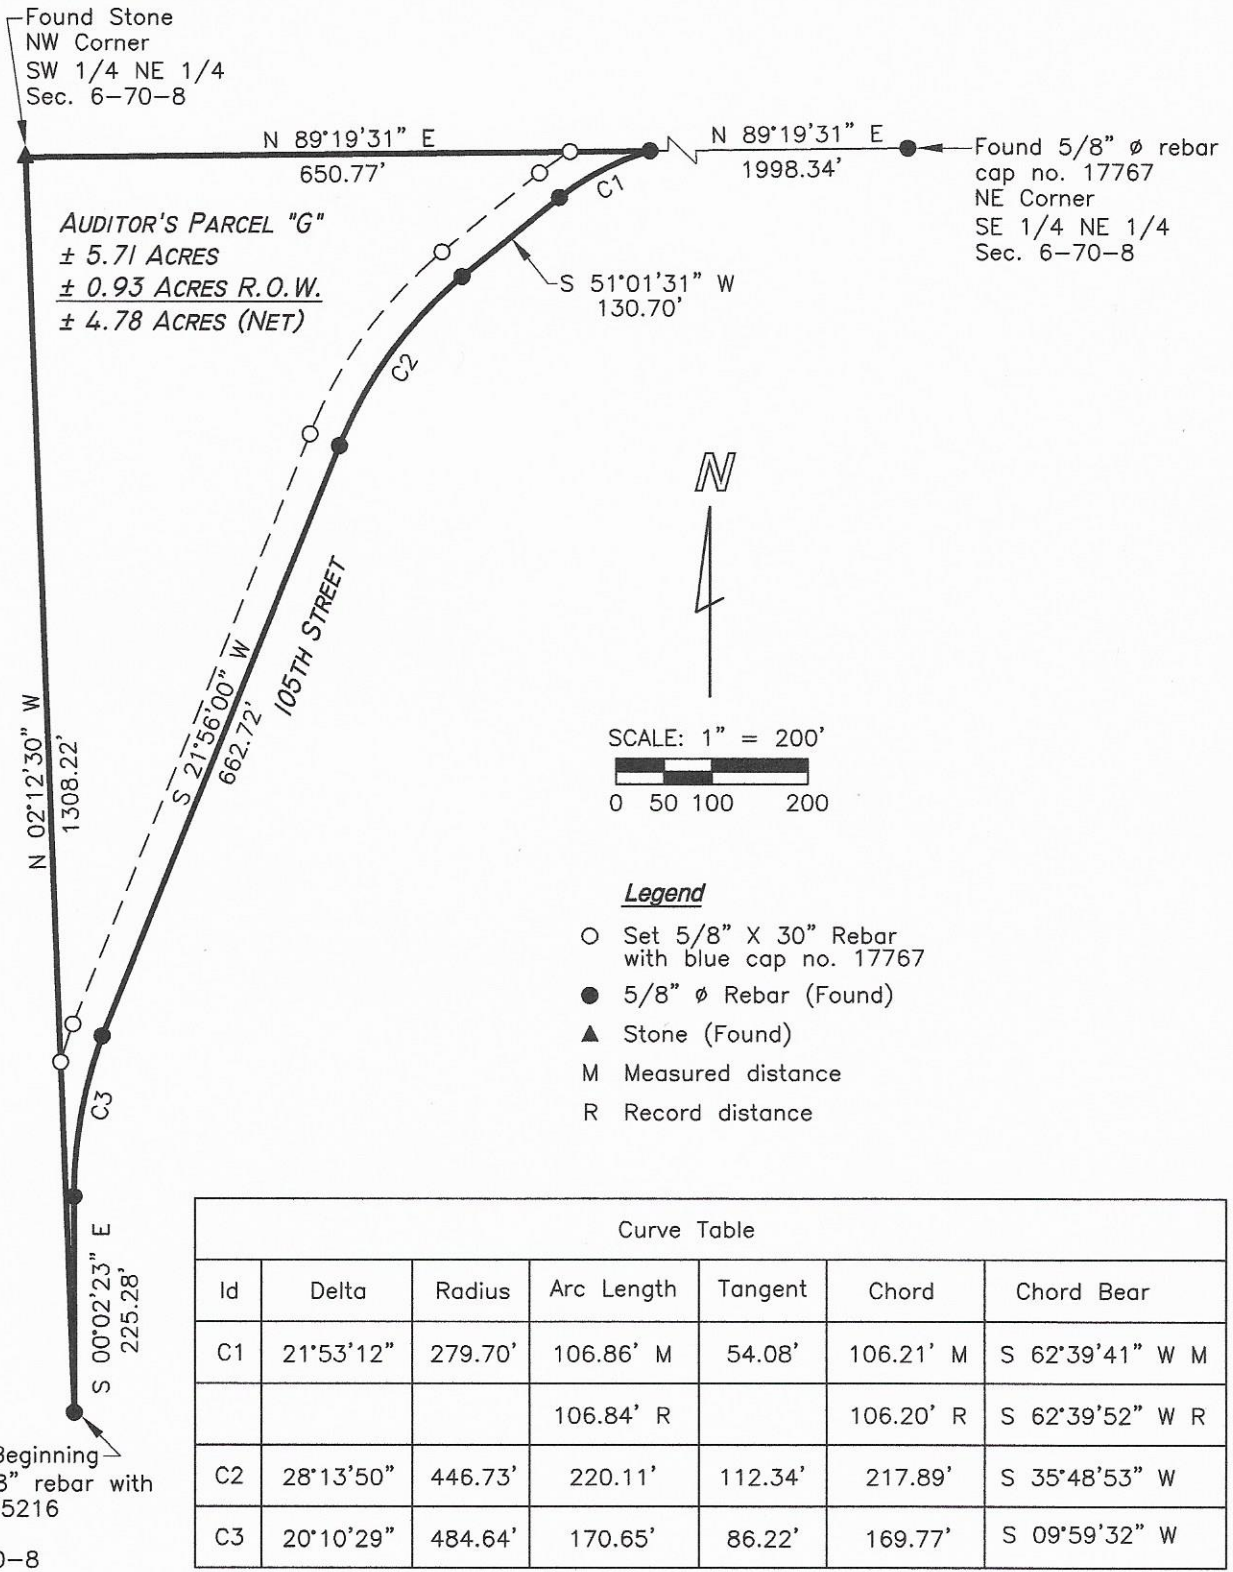 Found Stone
NW Corner
SW 1/4 NE 1/4
Sec. 6-70-8
N 89°19'31" E
650.77'
N 89°19'31" E
1998.34'
Found 5/8" ø rebar
cap no. 17767
NE Corner
SE 1/4 NE 1/4
Sec. 6-70-8
C1
AUDITOR'S PARCEL "G"
± 5.71 ACRES
± 0.93 ACRES R.O.W.
± 4.78 ACRES (NET)
S 51°01'31" W
130.70'
C2
N
105TH STREET
S 21°56'00" W
662.72'
N 02°12'30" W
1308.22'
SCALE: 1" = 200'
0 50 100 200
Legend
Set 5/8" X 30" Rebar
with blue cap no. 17767
5/8" ø Rebar (Found)
Stone (Found)
M Measured distance
R Record distance
C3
S 00°02'23" E
225.28'
Beginning
8" rebar with
5216
0-8
Curve Table
Id Delta Radius Arc Length Tangent Chord Chord Bear
C1 21°53'12" 279.70' 106.86' M 54.08' 106.21' M S 62°39'41" W M
106.84' R 106.20' R S 62°39'52" W R
C2 28°13'50" 446.73' 220.11' 112.34' 217.89' S 35°48'53" W
C3 20°10'29" 484.64' 170.65' 86.22' 169.77' S 09°59'32" W